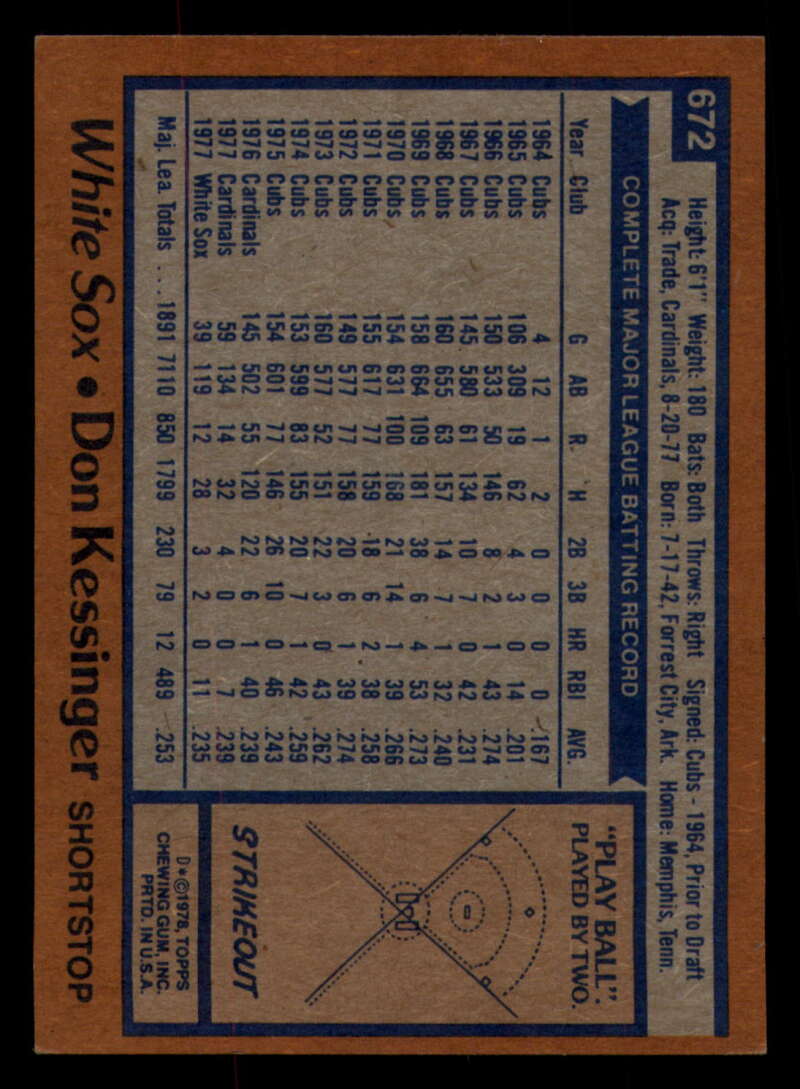 672
Height: 6'1" Weight: 180 Bats: Both Throws: Right Signed: Cubs - 1964, Prior to Draft
Acq: Trade, Cardinals, 8-20-77 Born: 7-17-42, Forrest City, Ark. Home: Memphis, Tenn.
COMPLETE MAJOR LEAGUE BATTING RECORD
Year Club G AB R. H 2B 3B HR RBI AVG.
1964 Cubs 4 12 1 2 0 0 0 0 .167
1965 Cubs 106 309 19 62 4 3 0 14 .201
1966 Cubs 150 533 50 146 8 2 1 43 .274
1967 Cubs 145 580 61 134 10 7 0 42 .231
1968 Cubs 160 655 63 157 14 7 1 32 .240
1969 Cubs 158 664 109 181 38 6 4 53 .273
1970 Cubs 154 631 100 168 21 14 1 39 .266
1971 Cubs 155 617 77 159 18 6 2 38 .258
1972 Cubs 149 577 77 158 20 6 1 39 .274
1973 Cubs 160 577 52 151 22 3 0 43 .262
1974 Cubs 153 599 83 155 20 7 1 42 .259
1975 Cubs 154 601 77 146 26 10 0 46 .243
1976 Cardinals 145 502 55 120 22 6 1 40 .239
1977 Cardinals 59 134 14 32 4 0 0 7 .239
1977 White Sox 39 119 12 28 3 2 0 11 .235
Maj. Lea. Totals ... 1891 7110 850 1799 230 79 12 489 .253
"PLAY BALL":
PLAYED BY TWO.
STRIKEOUT
D*©1978, TOPPS
CHEWING GUM, INC.
PRTD. IN U.S.A.
White Sox • Don Kessinger SHORTSTOP